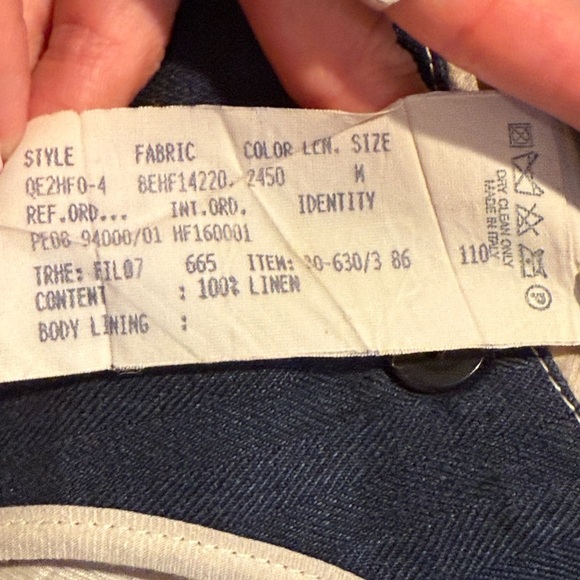 STYLE FABRIC COLOR LEN. SIZE
QE2HF0-4 8EHF14220. 2450 M
REF.ORD... INT.ORD. IDENTITY
PE08 94000/01 HF160001
TRHE: FIL07 665 ITEM: 30-630/3 86 110
CONTENT : 100% LINEN
BODY LINING :
DRY CLEAN ONLY
MADE IN ITALY
P